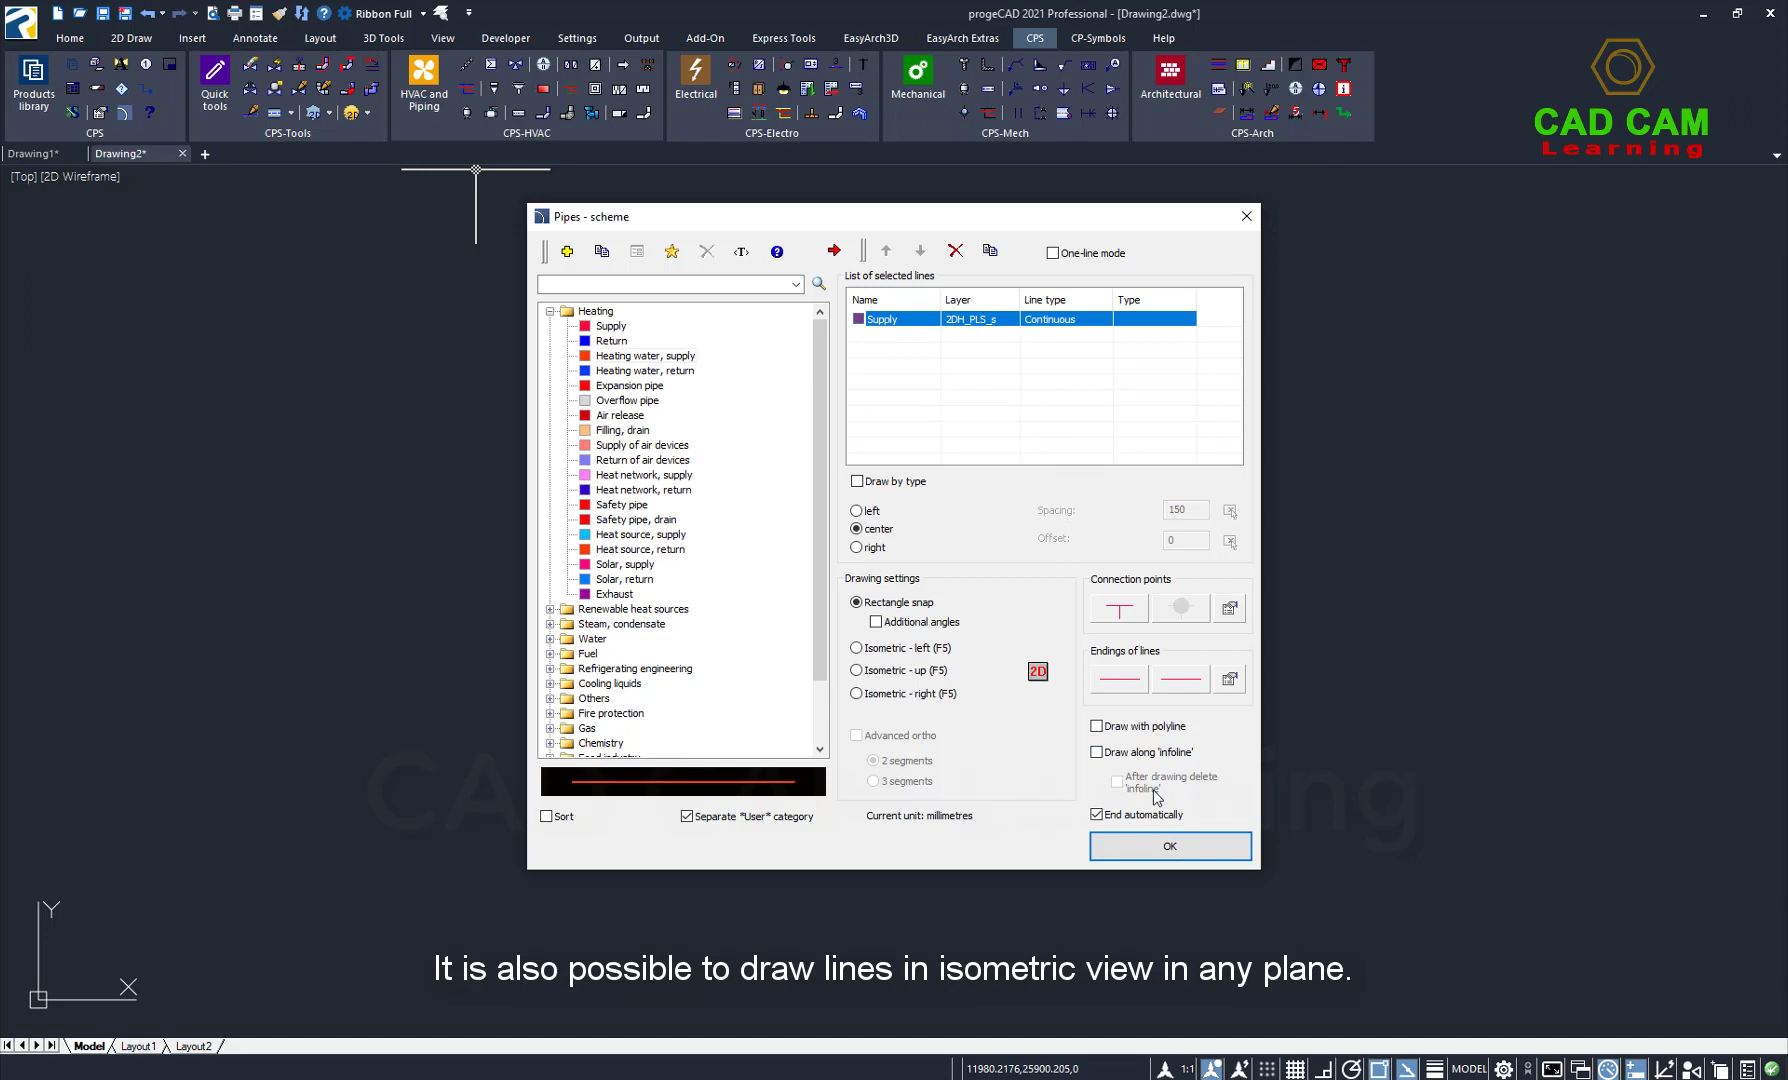 Ribbon Full
progeCAD 2021 Professional - [Drawing2.dwg*]
Home
2D Draw
Insert
Annotate
Layout
3D Tools
View
Developer
Settings
Output
Add-On
Express Tools
EasyArch3D
EasyArch Extras
CPS
CP-Symbols
Help
Products library
Quick tools
HVAC and Piping
Electrical
Mechanical
Architectural
CPS
CPS-Tools
CPS-HVAC
CPS-Electro
CPS-Mech
CPS-Arch
CAD CAM
Learning
Drawing1*
Drawing2*
[Top] [2D Wireframe]
Pipes - scheme
One-line mode
List of selected lines
Name Layer Line type Type
Supply 2DH_PLS_s Continuous
Heating
Supply
Return
Heating water, supply
Heating water, return
Expansion pipe
Overflow pipe
Air release
Filling, drain
Supply of air devices
Return of air devices
Heat network, supply
Heat network, return
Safety pipe
Safety pipe, drain
Heat source, supply
Heat source, return
Solar, supply
Solar, return
Exhaust
Renewable heat sources
Steam, condensate
Water
Fuel
Refrigerating engineering
Cooling liquids
Others
Fire protection
Gas
Chemistry
Sort
Separate *User* category
Draw by type
left
center
right
Spacing: 150
Offset: 0
Drawing settings
Rectangle snap
Additional angles
Isometric - left (F5)
Isometric - up (F5)
Isometric - right (F5)
2D
Advanced ortho
2 segments
3 segments
Current unit: milimetres
Connection points
Endings of lines
Draw with polyline
Draw along 'infoline'
After drawing delete
'infoline'
End automatically
OK
Y
X
It is also possible to draw lines in isometric view in any plane.
Model
Layout1
Layout2
11980.2176,25900.205,0
1:1
MODEL